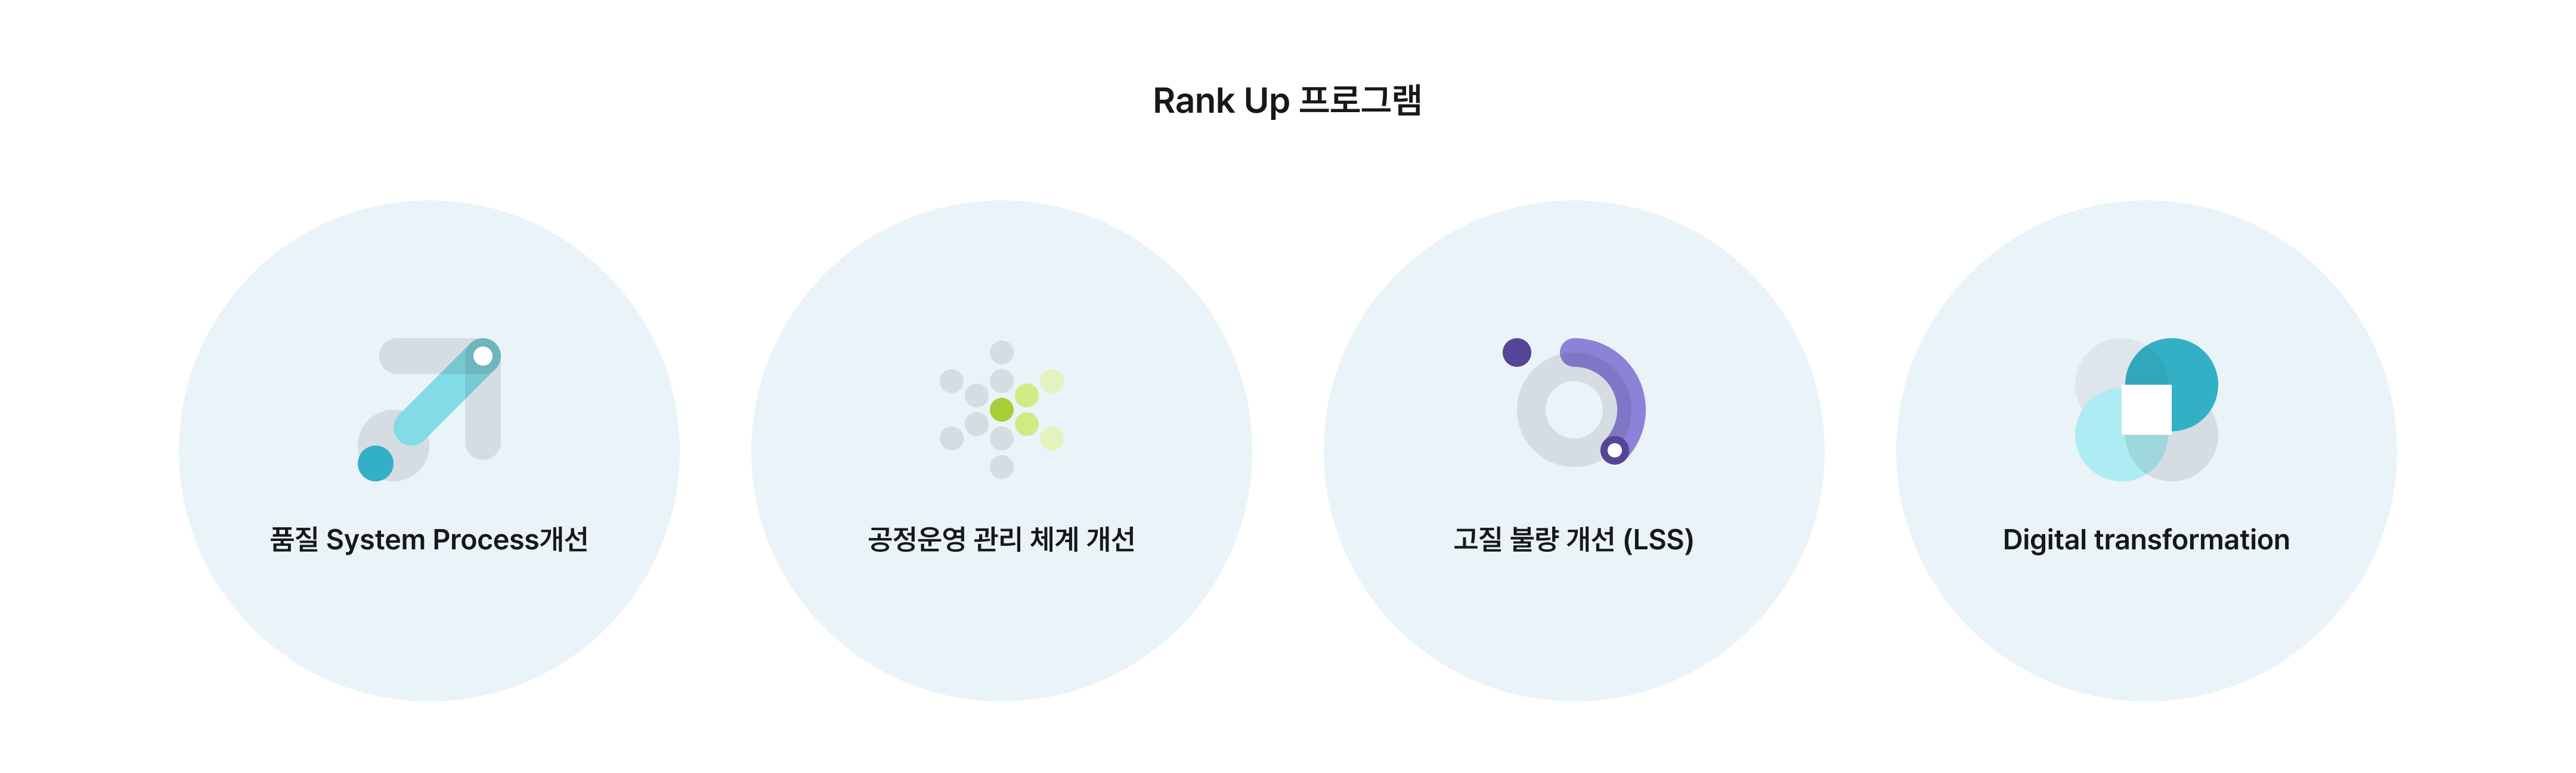 Rank Up 프로그램
품질 System Process개선
공정운영 관리 체계 개선
고질 불량 개선 (LSS)
Digital transformation